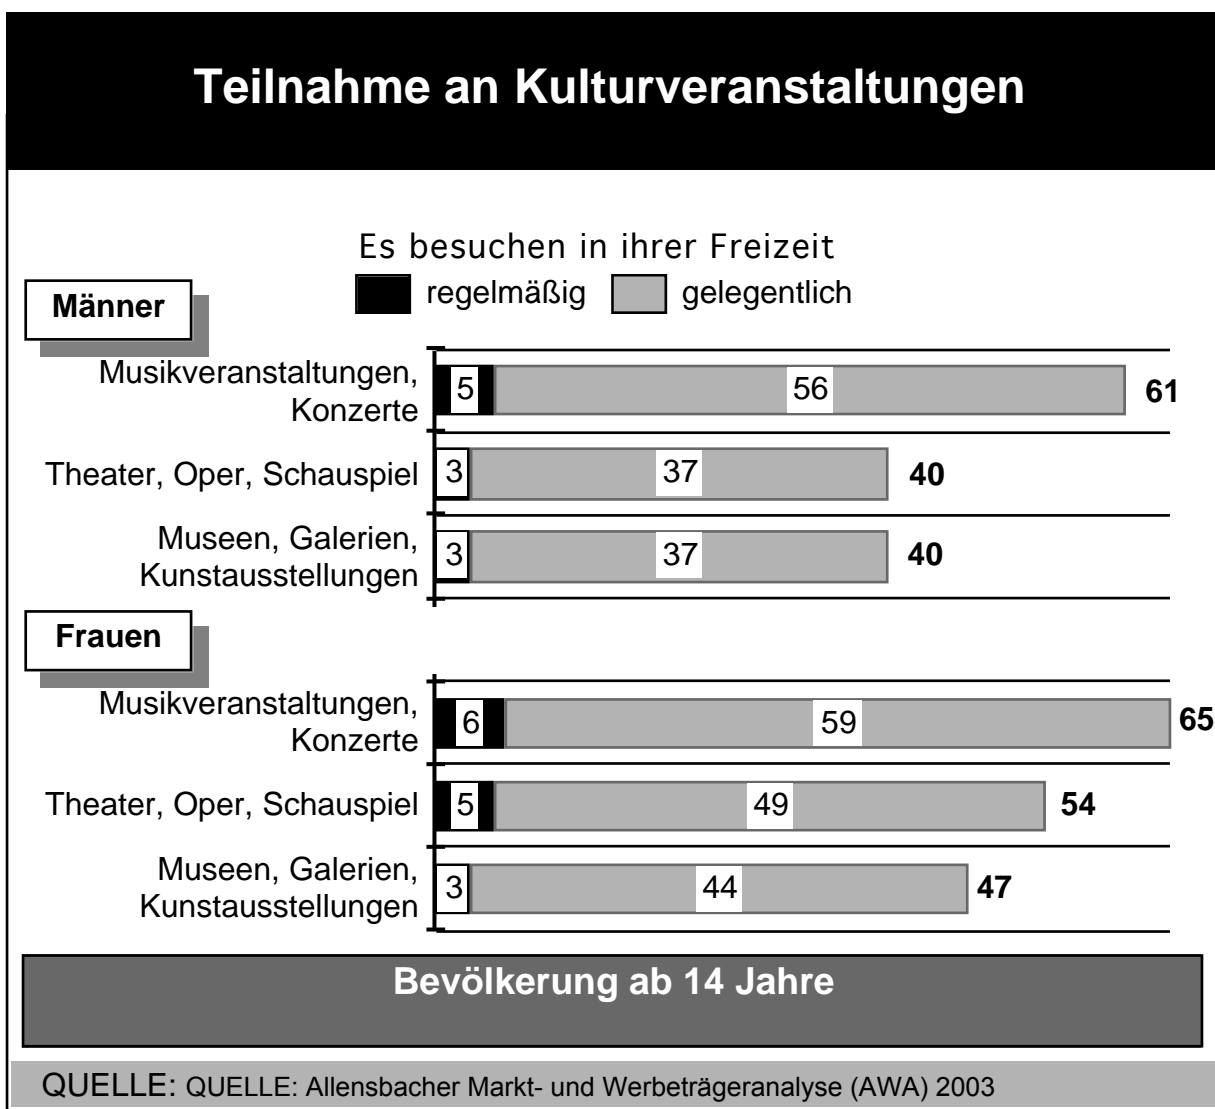 Teilnahme an Kulturveranstaltungen
Es besuchen in ihrer Freizeit
regelmäßig gelegentlich
Männer
Musikveranstaltungen,
Konzerte
5 56 61
Theater, Oper, Schauspiel 3 37 40
Museen, Galerien,
Kunstausstellungen
3 37 40
Frauen
Musikveranstaltungen,
Konzerte
6 59 65
Theater, Oper, Schauspiel 5 49 54
Museen, Galerien,
Kunstausstellungen
3 44 47
Bevölkerung ab 14 Jahre
QUELLE: QUELLE: Allensbacher Markt- und Werbeträgeranalyse (AWA) 2003